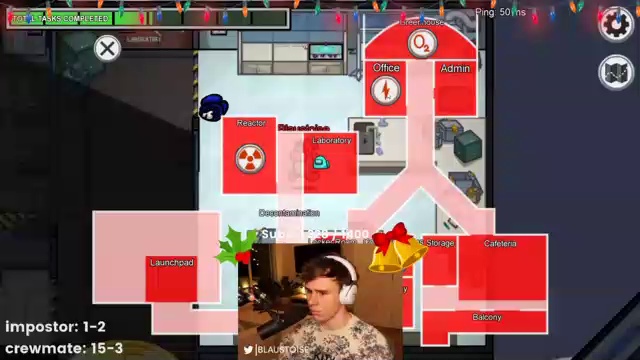 TOTAL TASKS COMPLETED
Ping: 50 ms
Greenhouse
O2
Office
Admin
Reactor
Laboratory
Decontamination
Storage
Cafeteria
Launchpad
Balcony
impostor: 1-2
crewmate: 15-3
BLAUSTOISE